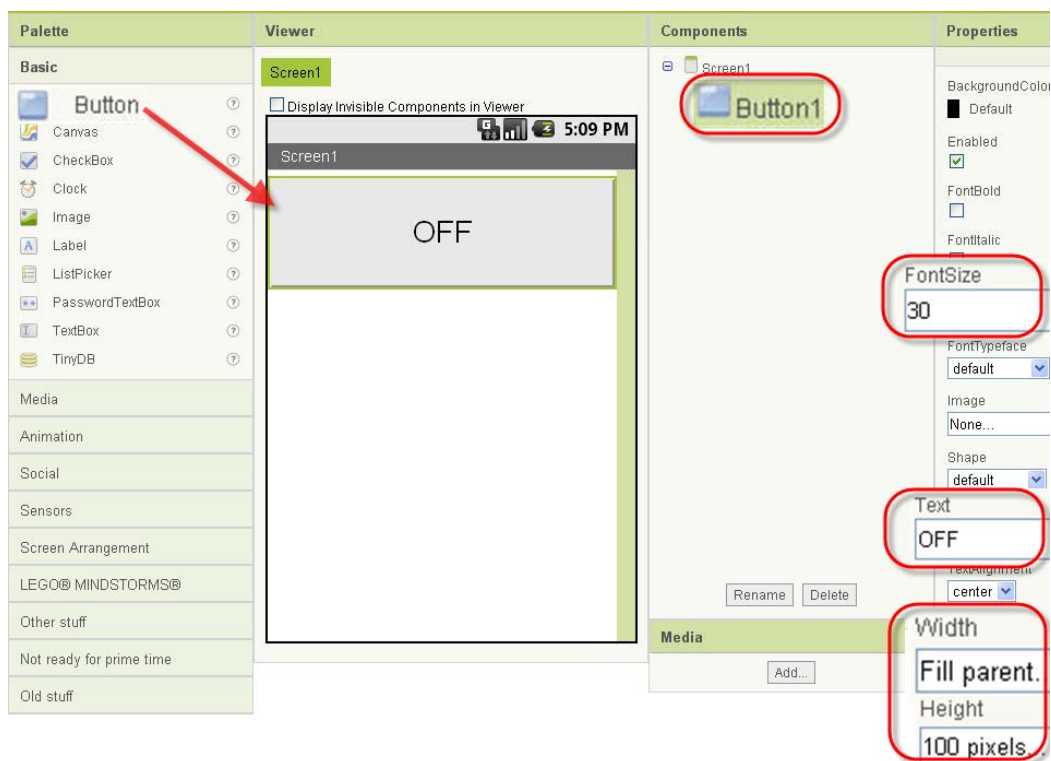 Palette
Basic
Button
Canvas
CheckBox
Clock
Image
Label
ListPicker
PasswordTextBox
TextBox
TinyDB
Media
Animation
Social
Sensors
Screen Arrangement
LEGO® MINDSTORMS®
Other stuff
Not ready for prime time
Old stuff
Viewer
Screen1
Display Invisible Components in Viewer
5:09 PM
Screen1
OFF
Components
Screen1
Button1
Rename Delete
Media
Add...
Properties
BackgroundColor
Default
Enabled
FontBold
FontItalic
FontSize
30
FontTypeface
default
Image
None...
Shape
default
Text
OFF
TextAlignment
center
Width
Fill parent..
Height
100 pixels...